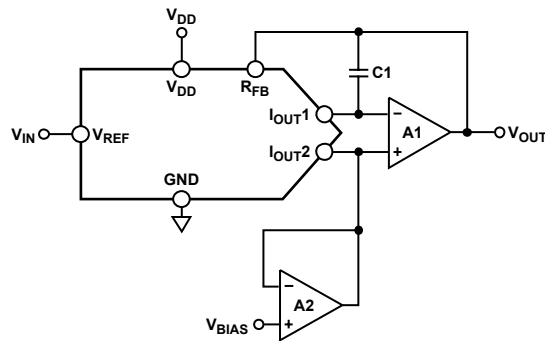 VDD
VDD
RFB
C1
IOUT1
−
A1
VIN
VREF
VOUT
IOUT2
+
GND
−
A2
VBIAS
+